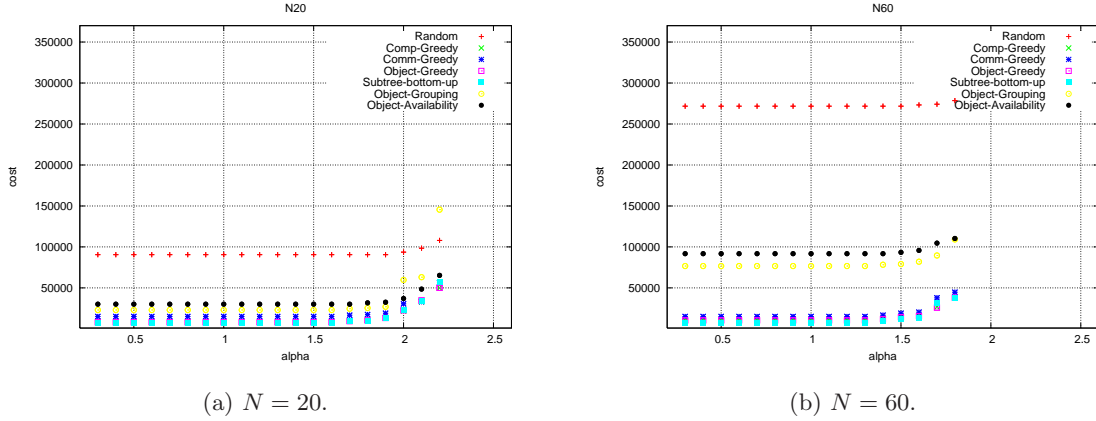 N20
350000
300000
250000
200000
150000
100000
50000
cost
0.5
1
1.5
2
2.5
alpha
Random
Comp-Greedy
Comm-Greedy
Object-Greedy
Subtree-bottom-up
Object-Grouping
Object-Availability
(a) N = 20.
N60
350000
300000
250000
200000
150000
100000
50000
cost
0.5
1
1.5
2
2.5
alpha
Random
Comp-Greedy
Comm-Greedy
Object-Greedy
Subtree-bottom-up
Object-Grouping
Object-Availability
(b) N = 60.